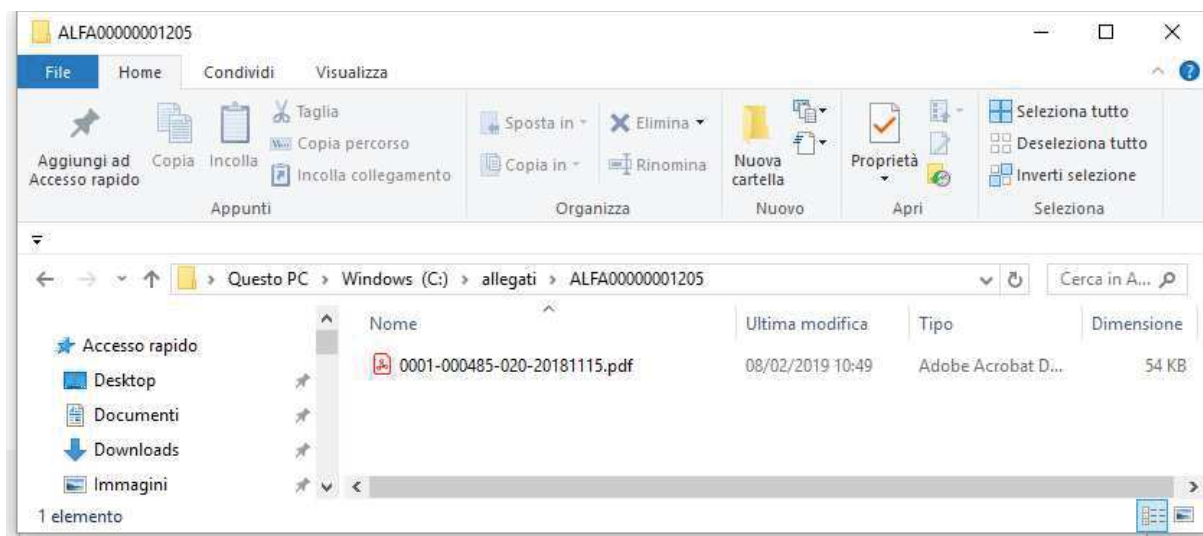 ALFA00000001205
File Home Condividi Visualizza
Aggiungi ad Accesso rapido
Copia
Incolla
Taglia
Copia percorso
Incolla collegamento
Appunti
Sposta in
Copia in
Elimina
Rinomina
Organizza
Nuova cartella
Nuovo
Proprietà
Apri
Seleziona tutto
Deseleziona tutto
Inverti selezione
Seleziona
Questo PC > Windows (C:) > allegati > ALFA00000001205
Cerca in A...
Nome Ultima modifica Tipo Dimensione
0001-000485-020-20181115.pdf 08/02/2019 10:49 Adobe Acrobat D... 54 KB
Accesso rapido
Desktop
Documenti
Downloads
Immagini
1 elemento